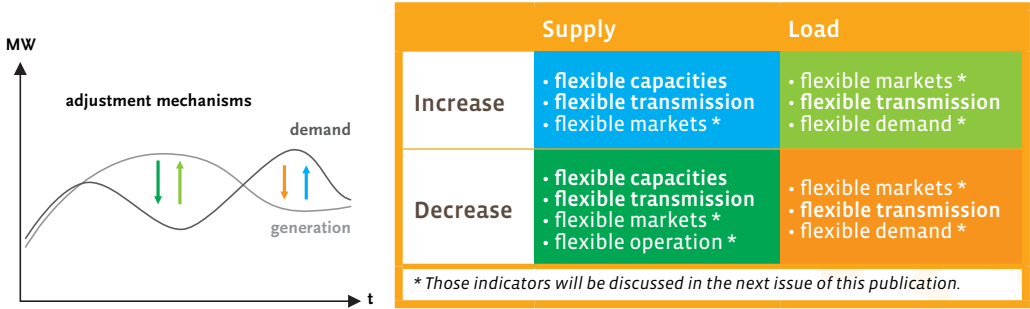 MW
adjustment mechanisms
demand
generation
t
Supply
Load
Increase
• flexible capacities
• flexible transmission
• flexible markets *
• flexible markets *
• flexible transmission
• flexible demand *
Decrease
• flexible capacities
• flexible transmission
• flexible markets *
• flexible operation *
• flexible markets *
• flexible transmission
• flexible demand *
* Those indicators will be discussed in the next issue of this publication.